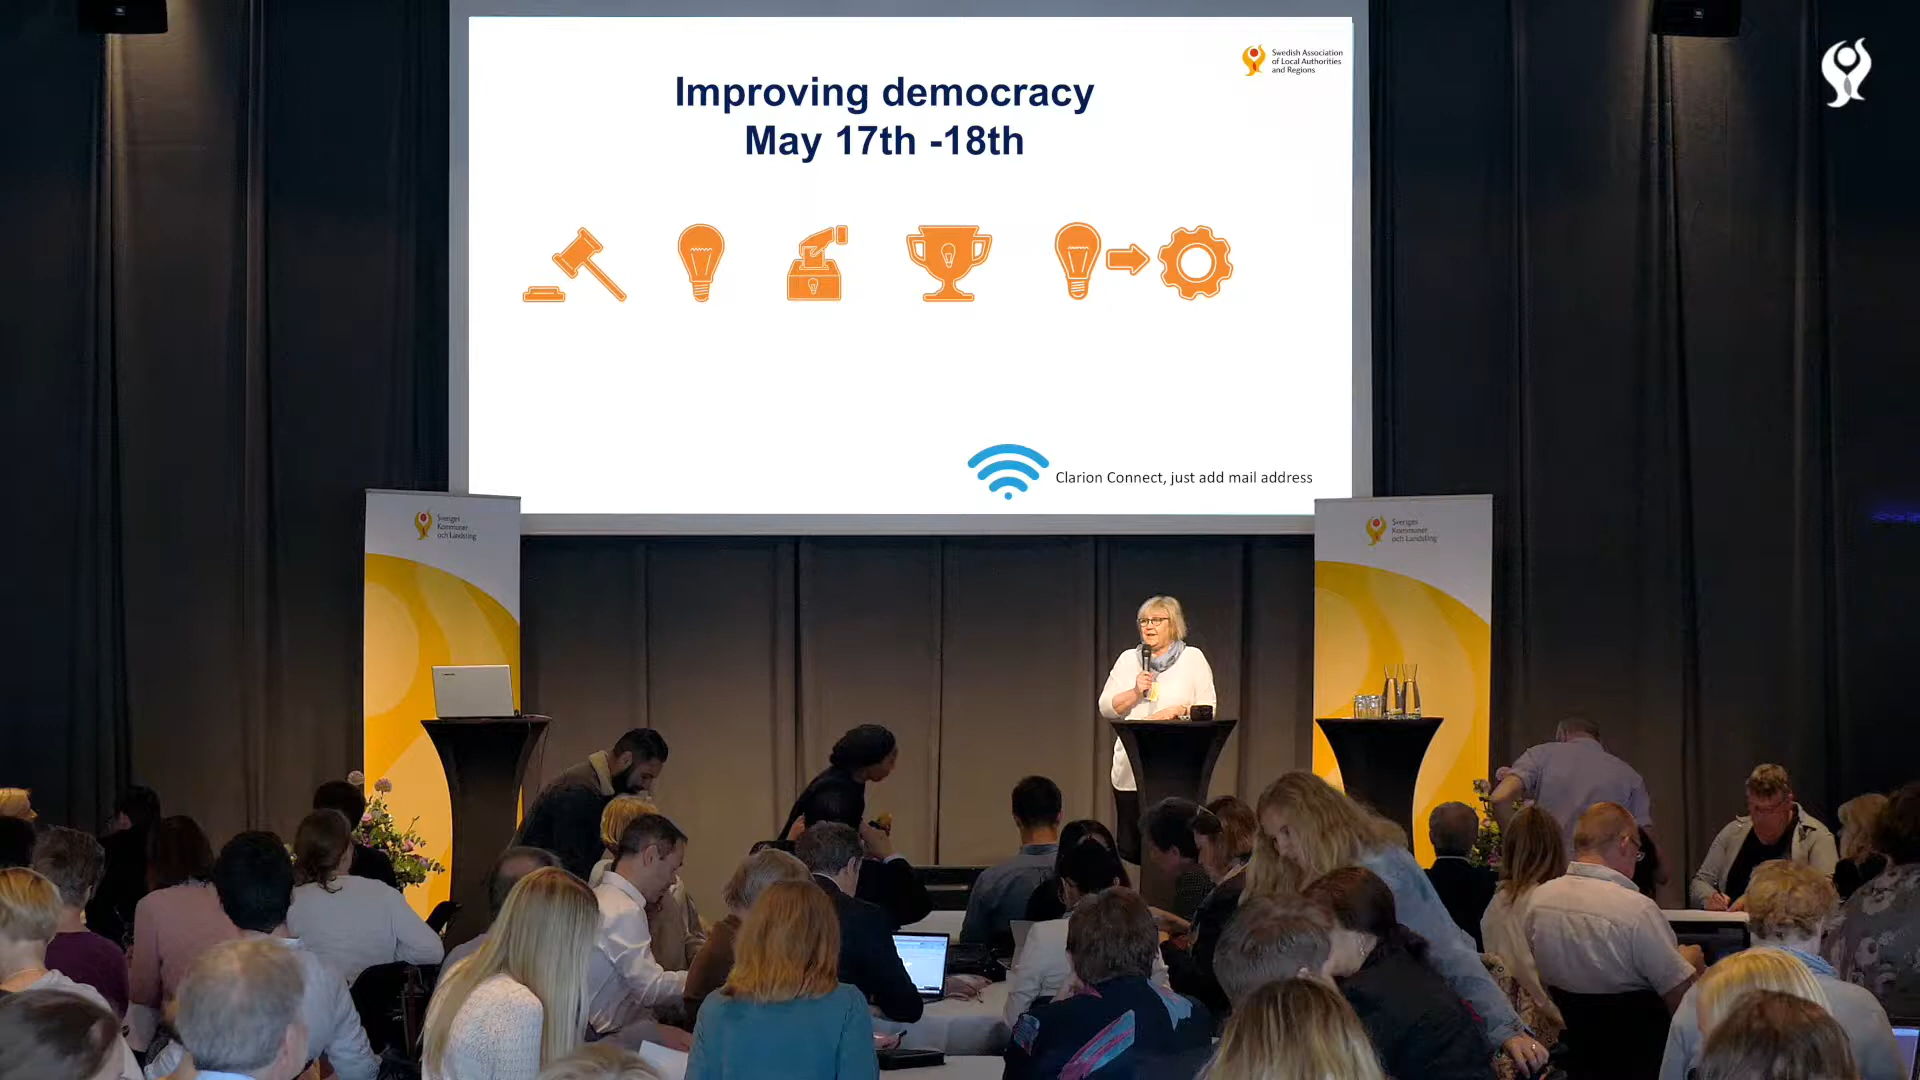 Swedish Association
of Local Authorities
and Regions
Improving democracy
May 17th -18th
Clarion Connect, just add mail address
Sveriges
Kommuner
och Landsting
Sveriges
Kommuner
och Landsting